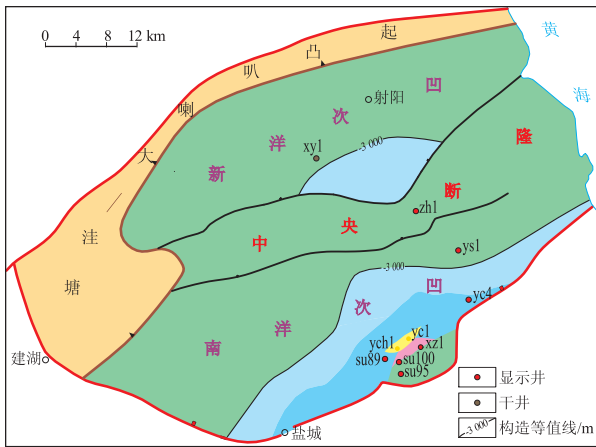 0 4 8 12 km
黄海
大喇叭凸起
洼塘
射阳
新洋次凹
xy1
-3 000
中央断隆
zh1
ys1
-3 000
南洋次凹
yc4
yc1
ych1
xz1
su89
su100
su95
建湖
盐城
显示井
干井
-3 000 构造等值线/m